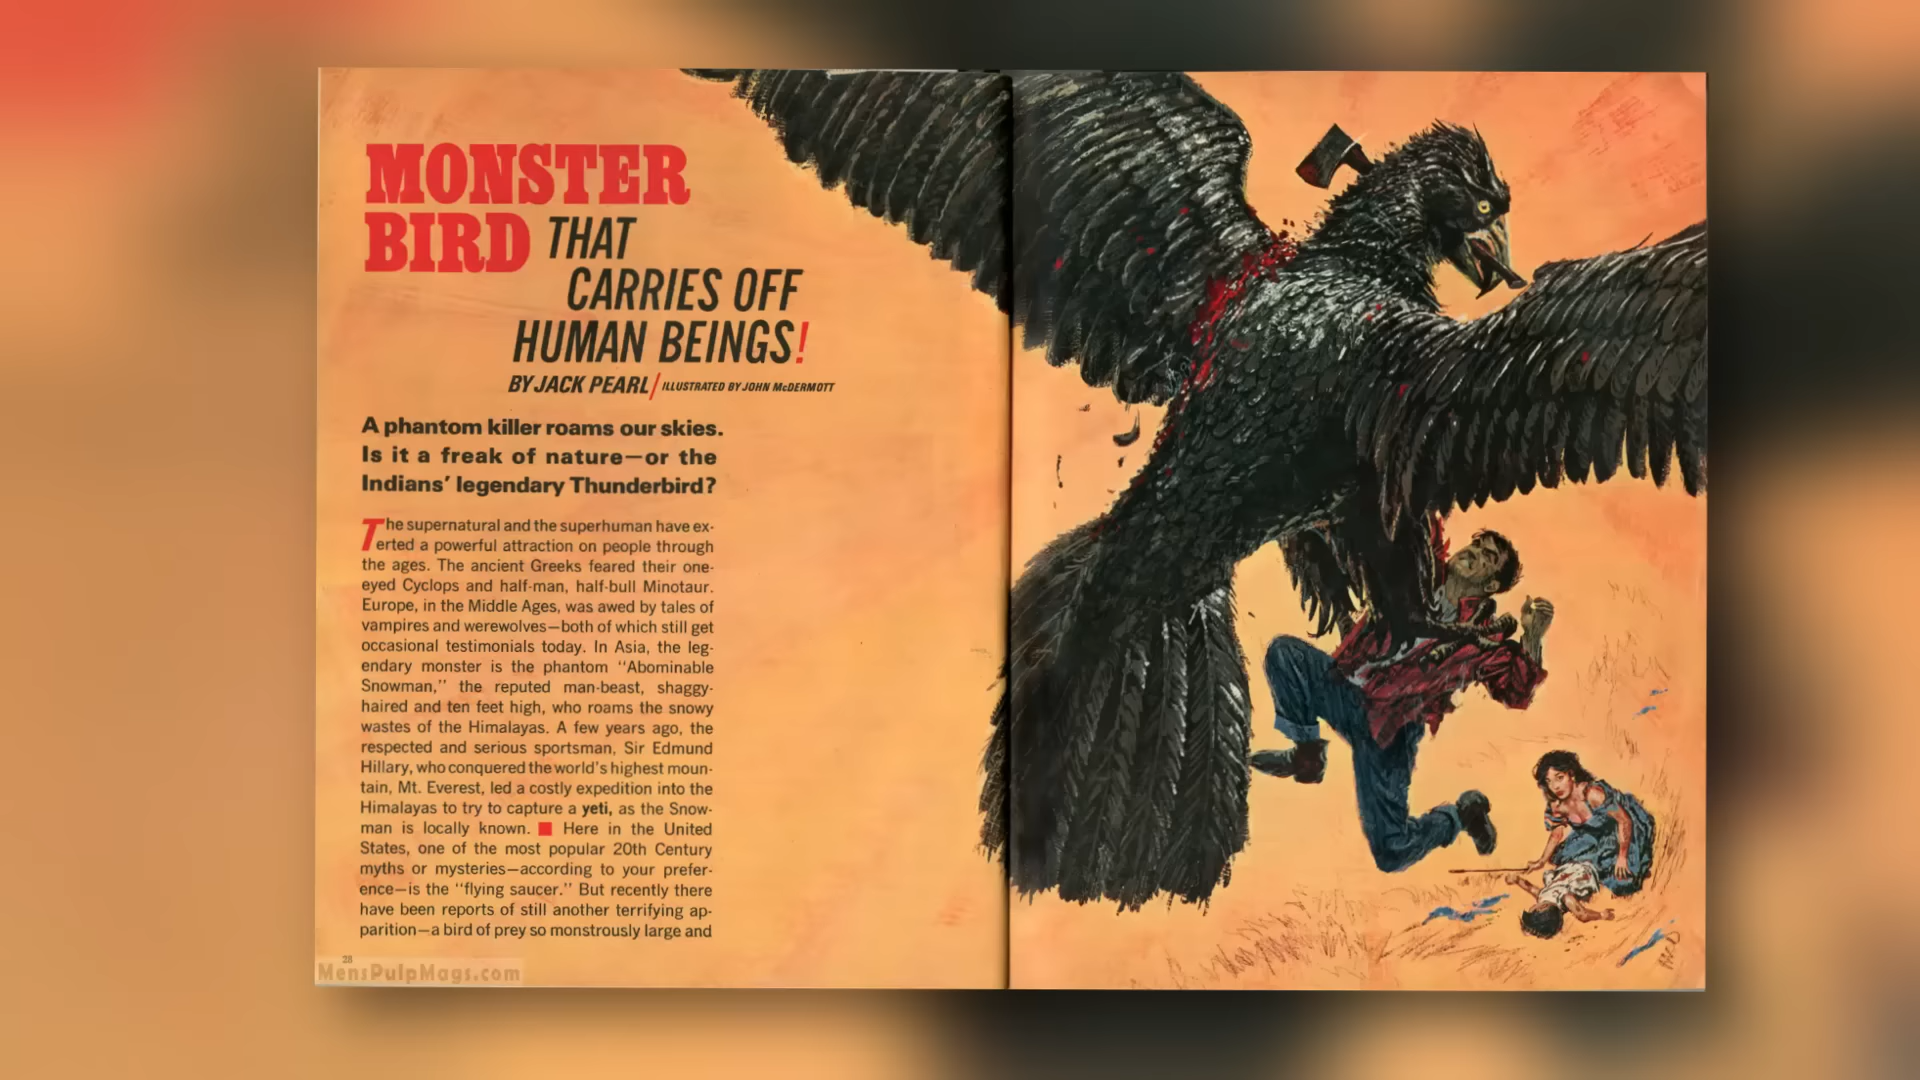 MONSTER
BIRD THAT
CARRIES OFF
HUMAN BEINGS!
BY JACK PEARL/ILLUSTRATED BY JOHN McDERMOTT
A phantom killer roams our skies.
Is it a freak of nature—or the
Indians' legendary Thunderbird?
The supernatural and the superhuman have ex-
erted a powerful attraction on people through
the ages. The ancient Greeks feared their one-
eyed Cyclops and half-man, half-bull Minotaur.
Europe, in the Middle Ages, was awed by tales of
vampires and werewolves—both of which still get
occasional testimonials today. In Asia, the leg-
endary monster is the phantom "Abominable
Snowman," the reputed man-beast, shaggy-
haired and ten feet high, who roams the snowy
wastes of the Himalayas. A few years ago, the
respected and serious sportsman, Sir Edmund
Hillary, who conquered the world's highest moun-
tain, Mt. Everest, led a costly expedition into the
Himalayas to try to capture a yeti, as the Snow-
man is locally known. ■ Here in the United
States, one of the most popular 20th Century
myths or mysteries—according to your prefer-
ence—is the "flying saucer." But recently there
have been reports of still another terrifying ap-
parition—a bird of prey so monstrously large and
28
MensPulpMags.com